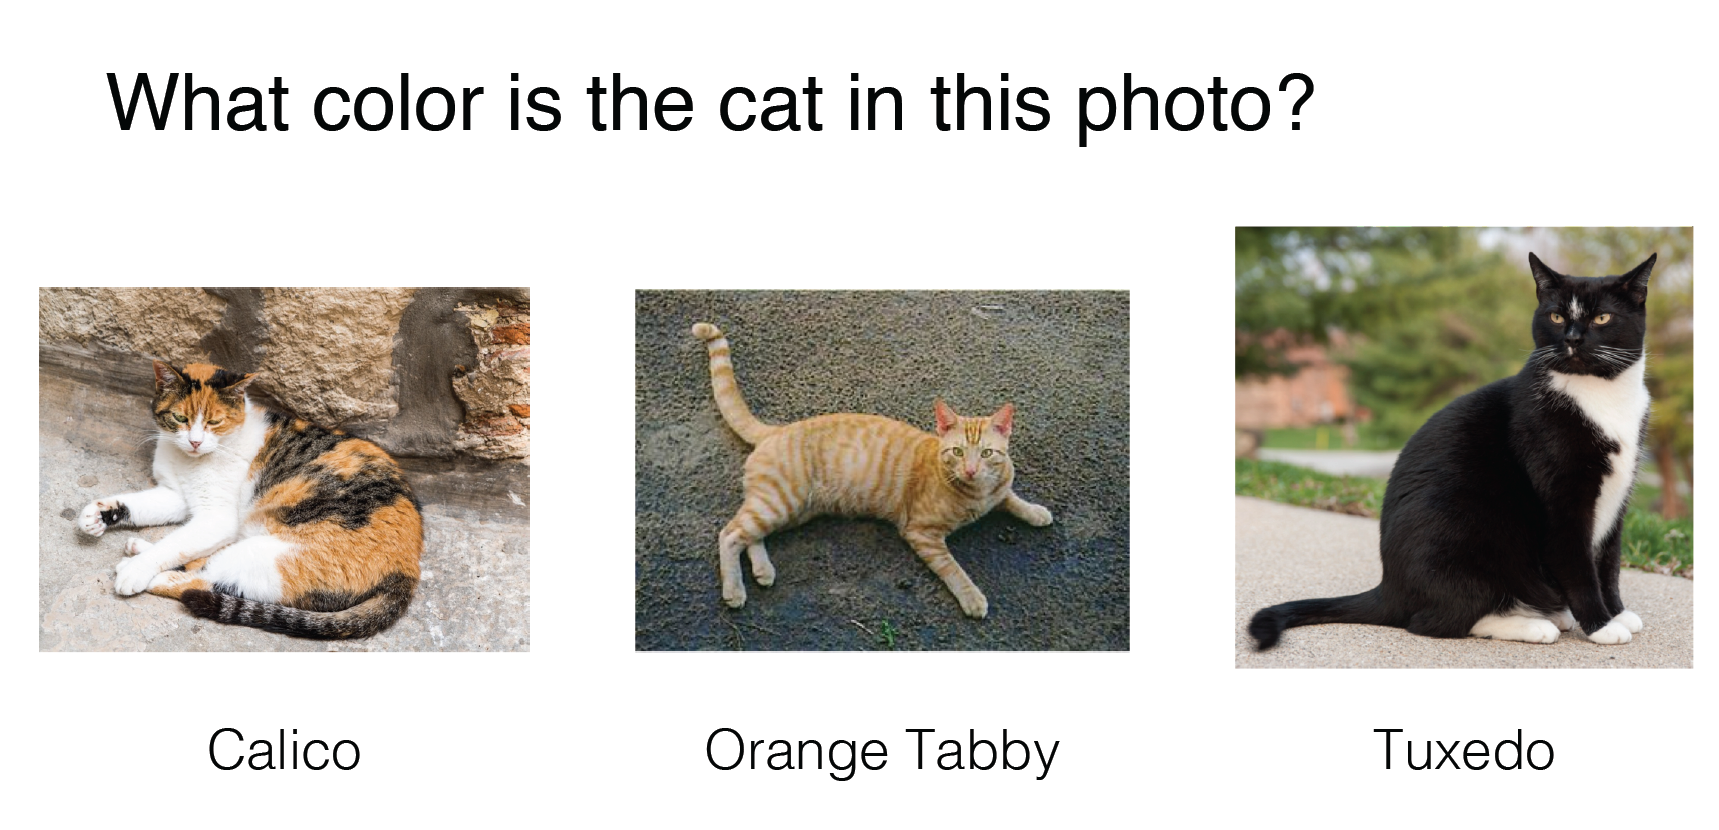 What color is the cat in this photo?
Calico
Orange Tabby
Tuxedo